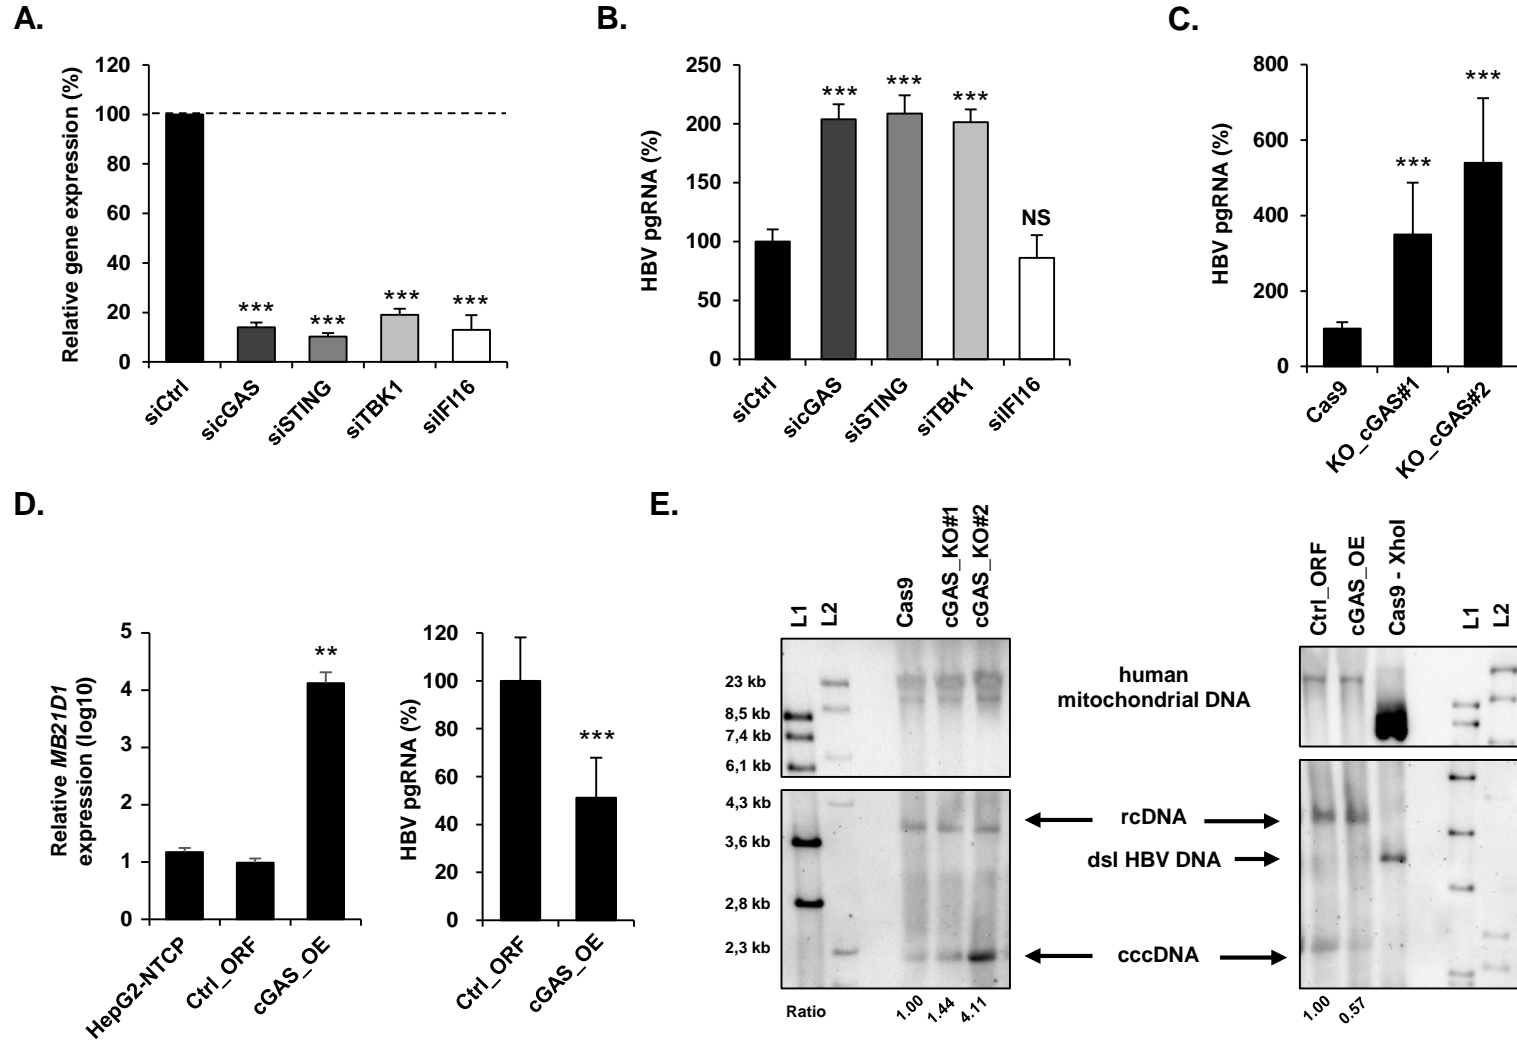 A.
Relative gene expression (%)
120
100
80
60
40
20
0
***
***
***
***
siCtrl
sicGAS
siSTING
siTBK1
siIFI16
B.
HBV pgRNA (%)
250
200
150
100
50
0
***
***
***
NS
siCtrl
sicGAS
siSTING
siTBK1
siIFI16
C.
HBV pgRNA (%)
800
600
400
200
0
***
***
Cas9
KO_cGAS#1
KO_cGAS#2
D.
Relative MB21D1
expression (log10)
5
4
3
2
1
0
**
HepG2-NTCP
Ctrl_ORF
cGAS_OE
HBV pgRNA (%)
120
100
80
60
40
20
0
***
Ctrl_ORF
cGAS_OE
E.
L1
L2
Cas9
cGAS_KO#1
cGAS_KO#2
23 kb
8,5 kb
7,4 kb
6,1 kb
4,3 kb
3,6 kb
2,8 kb
2,3 kb
Ratio
1.00
1.44
4.11
human
mitochondrial DNA
rcDNA
dsl HBV DNA
cccDNA
Ctrl_ORF
cGAS_OE
Cas9 - XhoI
L1
L2
1.00
0.57